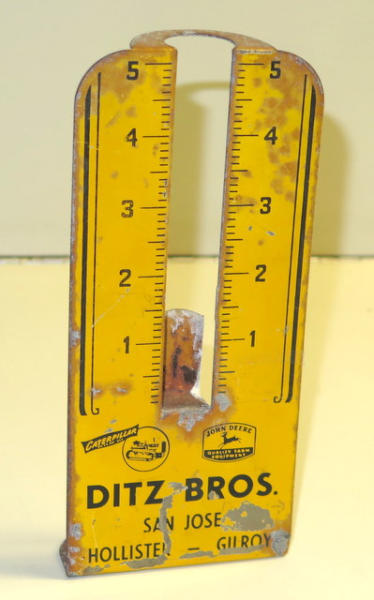 5 5
4 4
3 3
2 2
1 1
CATERPILLAR
JOHN DEERE
QUALITY FARM
EQUIPMENT
DITZ BROS.
SAN JOSE
HOLLISTER — GILROY